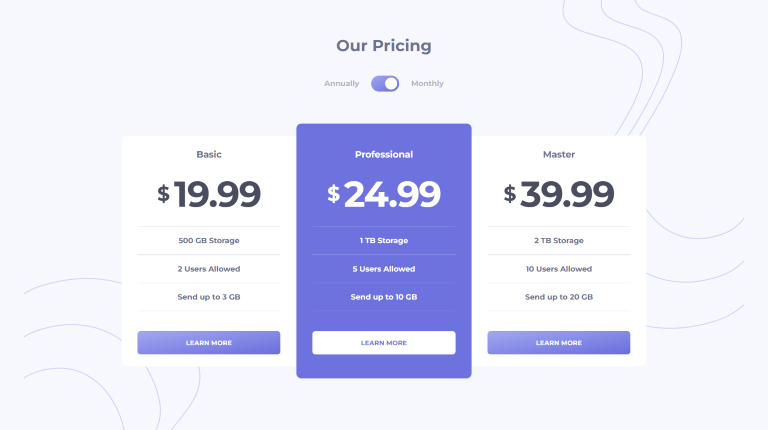 Our Pricing
Annually
Monthly
Basic
$ 19.99
500 GB Storage
2 Users Allowed
Send up to 3 GB
LEARN MORE
Professional
$ 24.99
1 TB Storage
5 Users Allowed
Send up to 10 GB
LEARN MORE
Master
$ 39.99
2 TB Storage
10 Users Allowed
Send up to 20 GB
LEARN MORE